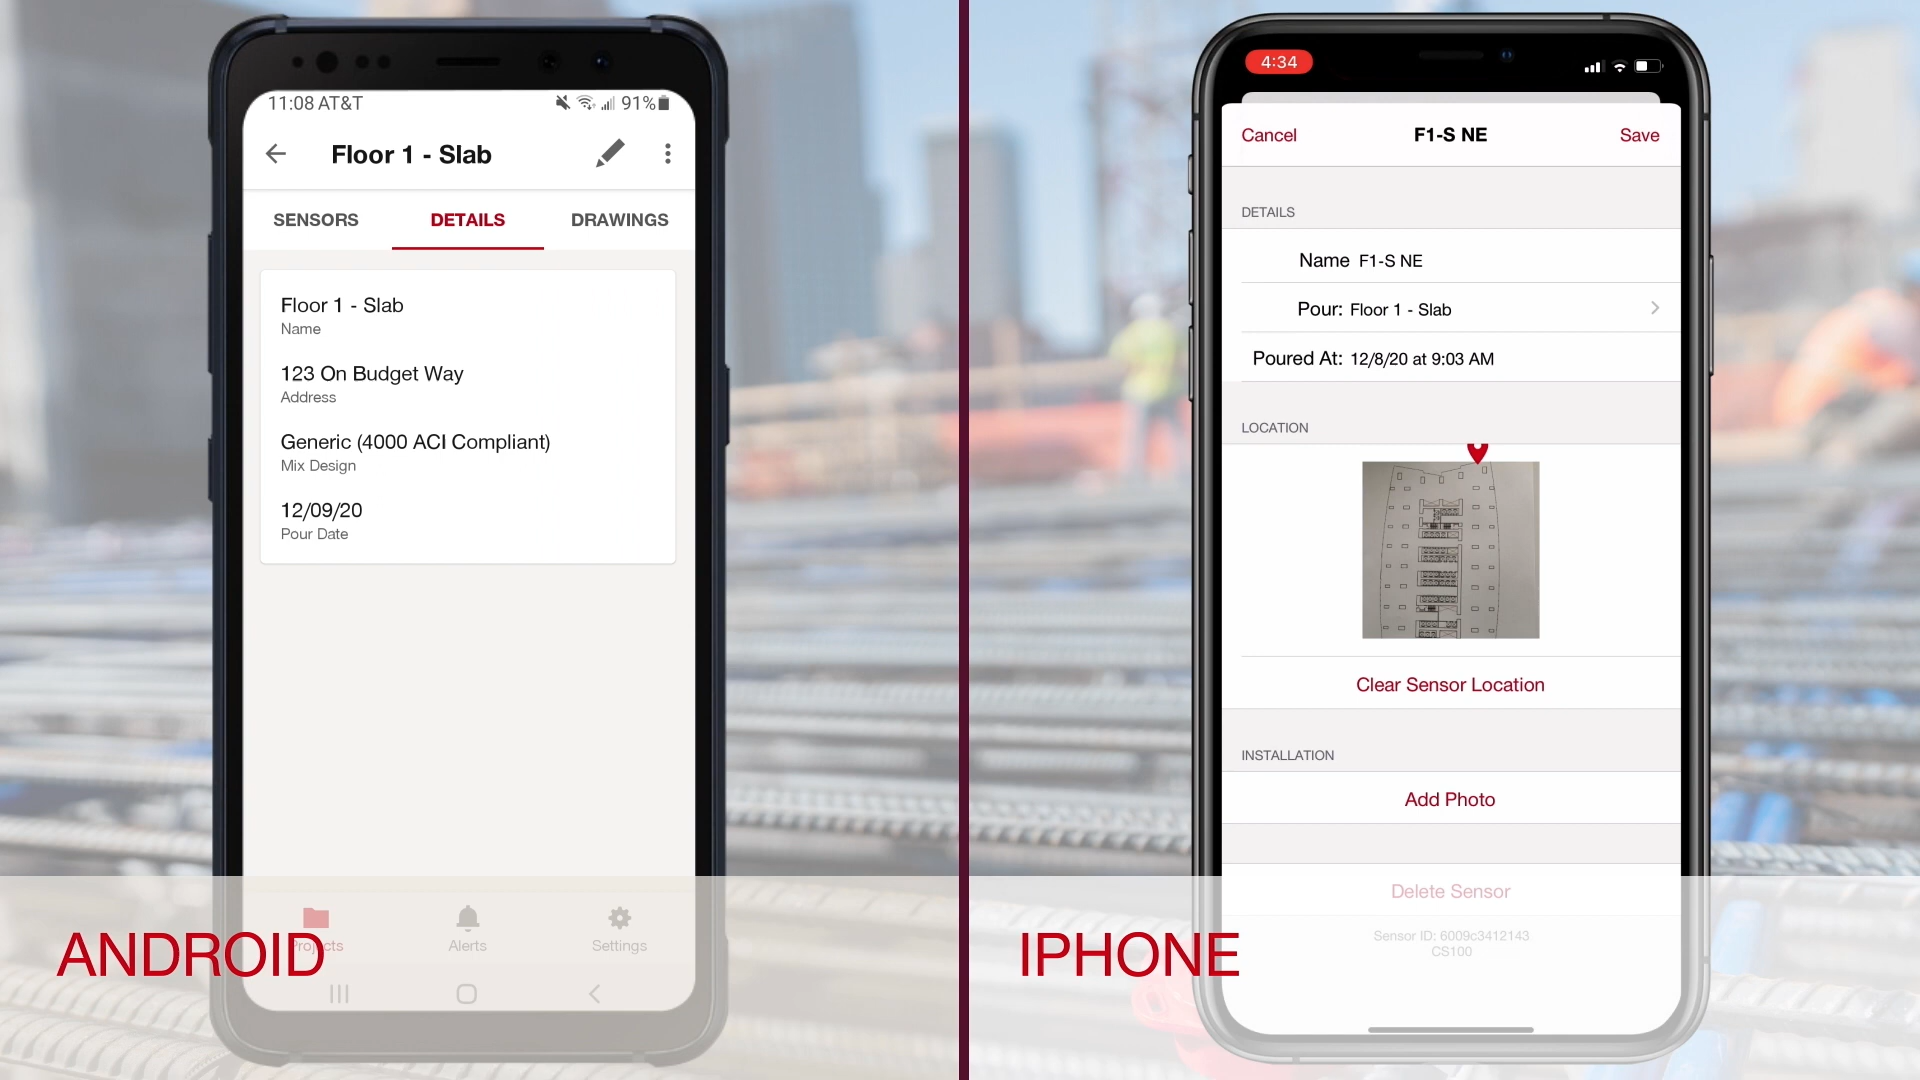 11:08 AT&T 91%
Floor 1 - Slab
SENSORS DETAILS DRAWINGS
Floor 1 - Slab
Name
123 On Budget Way
Address
Generic (4000 ACI Compliant)
Mix Design
12/09/20
Pour Date
Projects Alerts Settings
ANDROID
4:34
Cancel F1-S NE Save
DETAILS
Name F1-S NE
Pour: Floor 1 - Slab
Poured At: 12/8/20 at 9:03 AM
LOCATION
Clear Sensor Location
INSTALLATION
Add Photo
Delete Sensor
Sensor ID: 6009c3412143
CS100
IPHONE